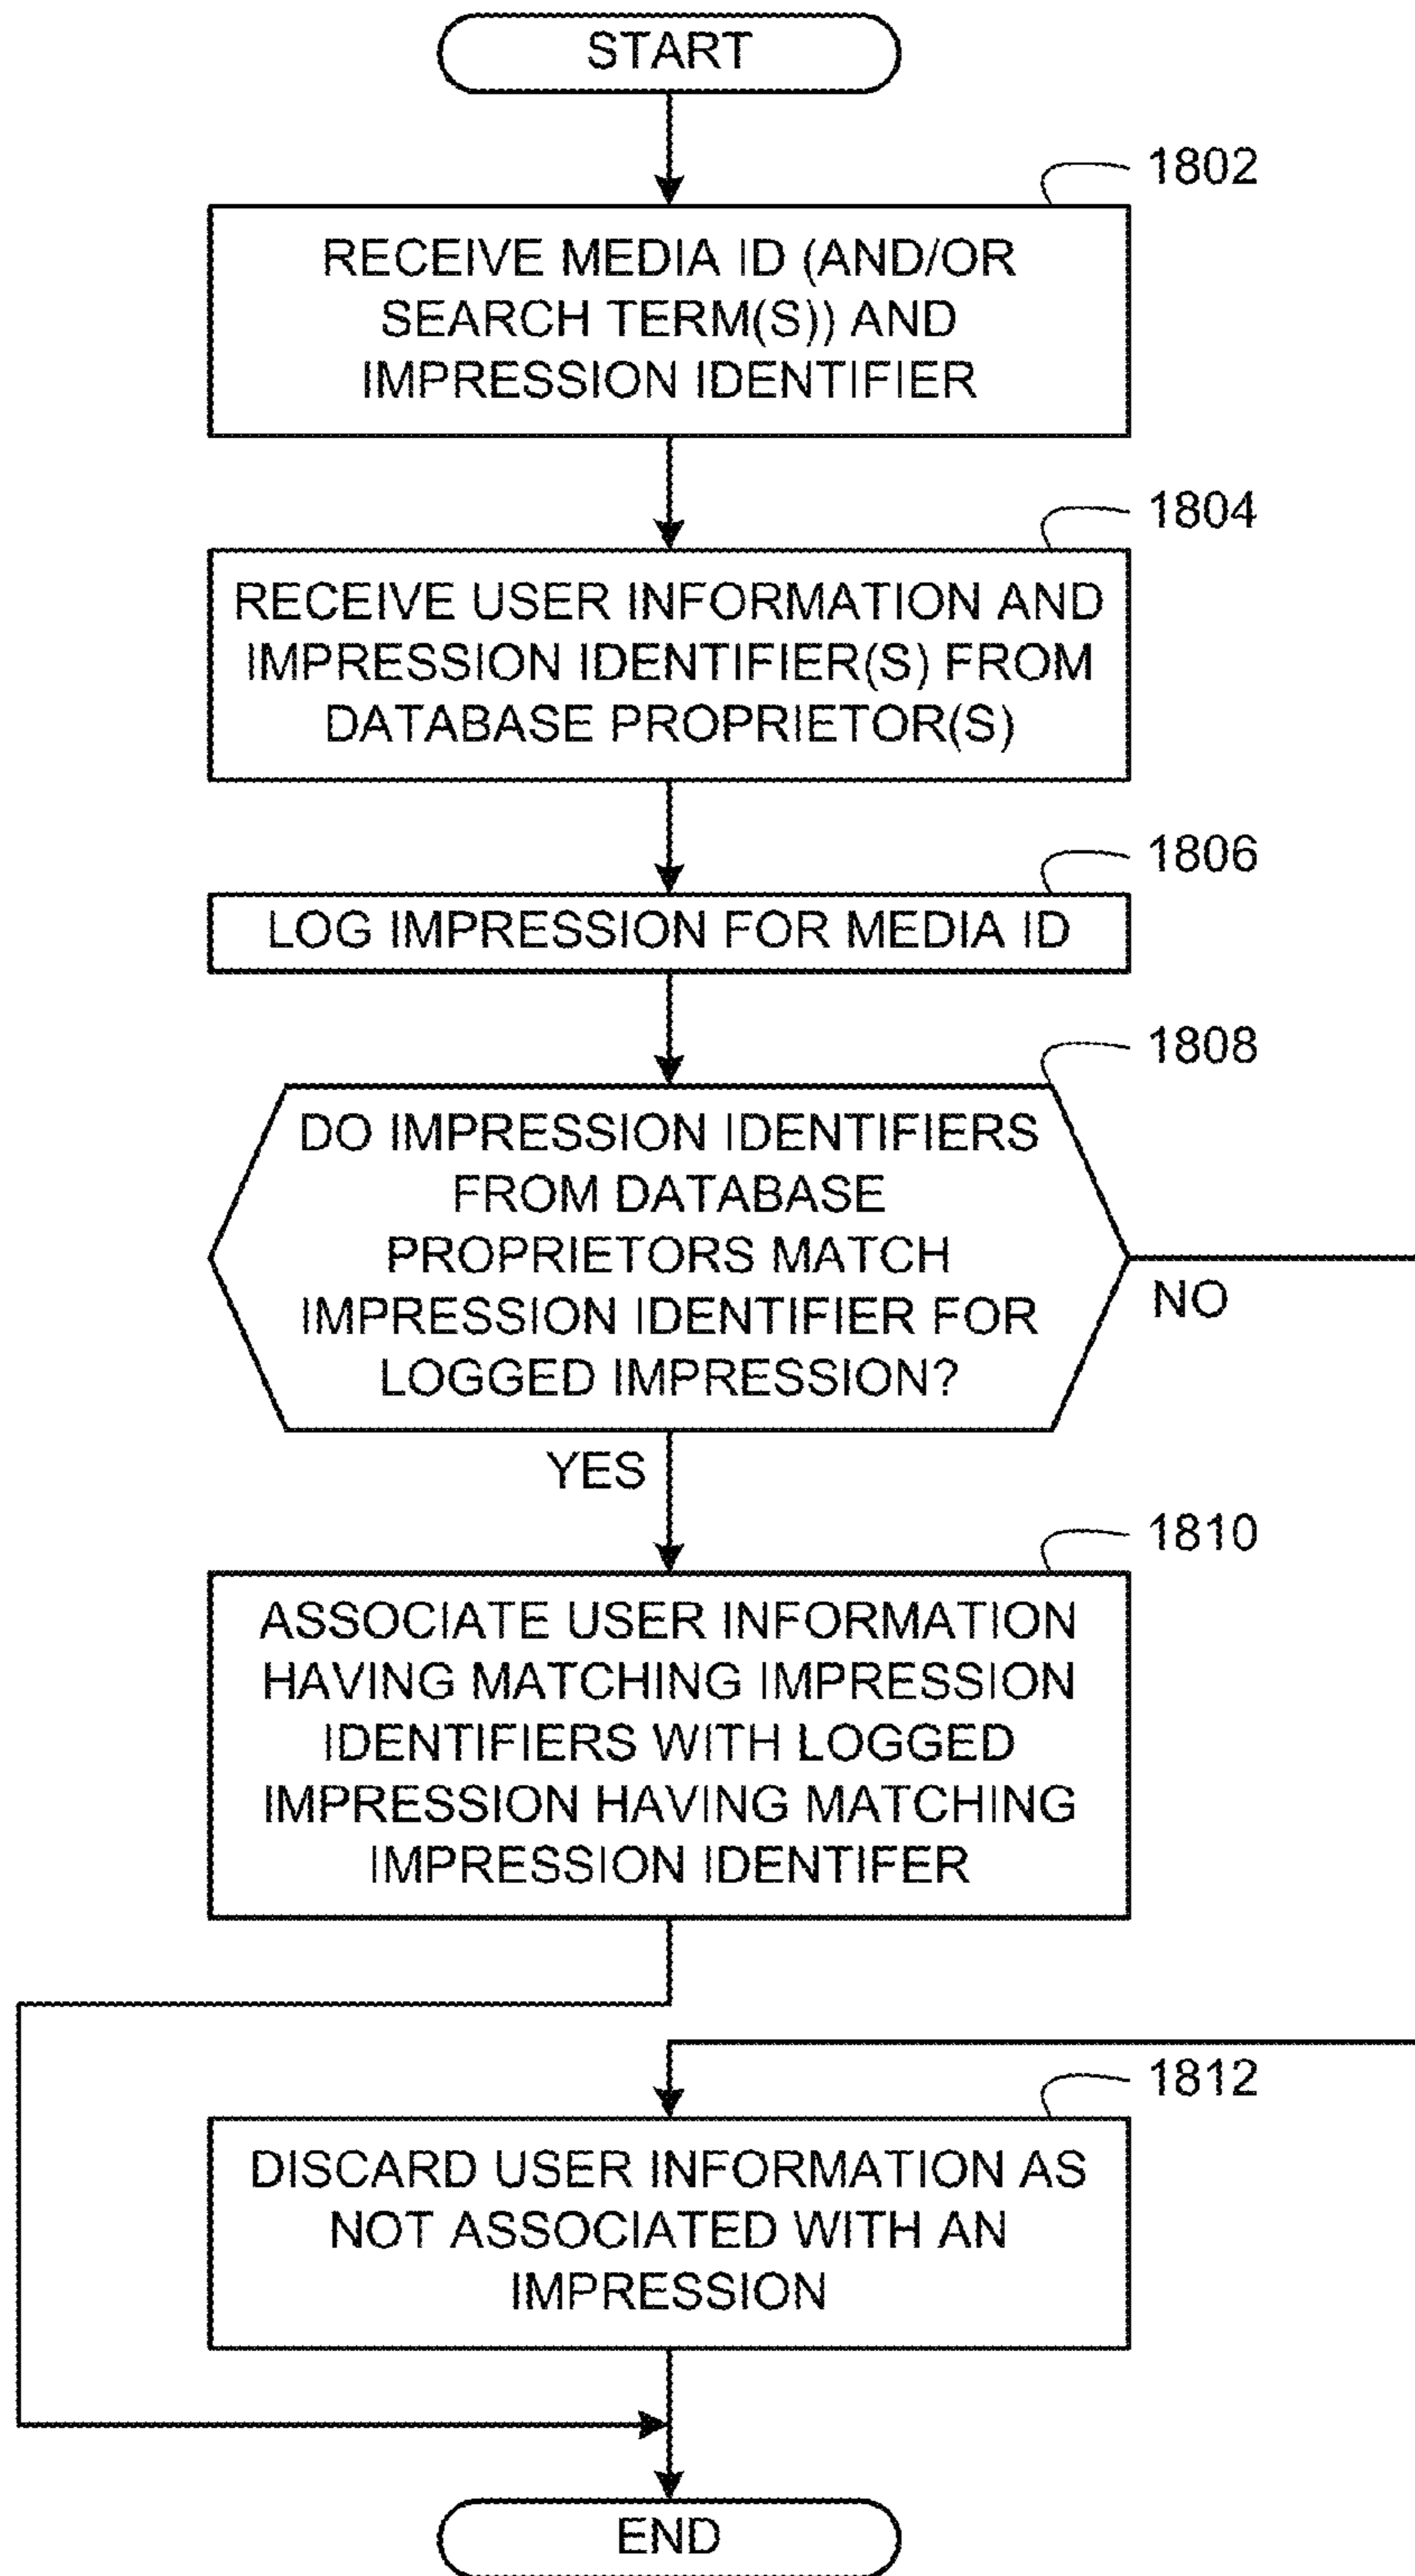 START
1802
RECEIVE MEDIA ID (AND/OR
SEARCH TERM(S)) AND
IMPRESSION IDENTIFIER
1804
RECEIVE USER INFORMATION AND
IMPRESSION IDENTIFIER(S) FROM
DATABASE PROPRIETOR(S)
1806
LOG IMPRESSION FOR MEDIA ID
1808
DO IMPRESSION IDENTIFIERS
FROM DATABASE
PROPRIETORS MATCH
IMPRESSION IDENTIFIER FOR
LOGGED IMPRESSION?
NO
YES
1810
ASSOCIATE USER INFORMATION
HAVING MATCHING IMPRESSION
IDENTIFIERS WITH LOGGED
IMPRESSION HAVING MATCHING
IMPRESSION IDENTIFER
1812
DISCARD USER INFORMATION AS
NOT ASSOCIATED WITH AN
IMPRESSION
END